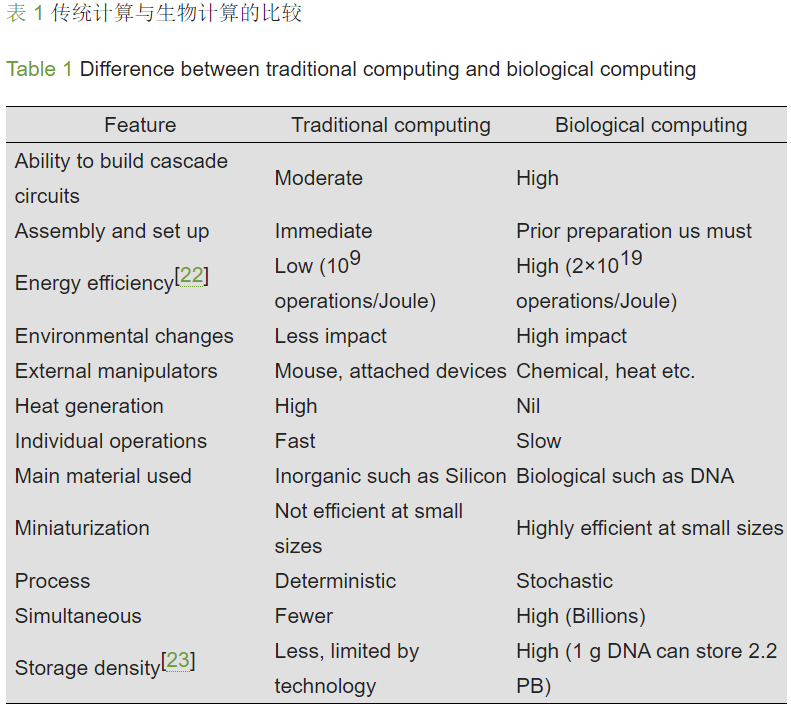 表 1 传统计算与生物计算的比较
Table 1 Difference between traditional computing and biological computing
Feature Traditional computing Biological computing
Ability to build cascade circuits Moderate High
Assembly and set up Immediate Prior preparation us must
Energy efficiency[22] Low (10^9 operations/Joule) High (2×10^19 operations/Joule)
Environmental changes Less impact High impact
External manipulators Mouse, attached devices Chemical, heat etc.
Heat generation High Nil
Individual operations Fast Slow
Main material used Inorganic such as Silicon Biological such as DNA
Miniaturization Not efficient at small sizes Highly efficient at small sizes
Process Deterministic Stochastic
Simultaneous Fewer High (Billions)
Storage density[23] Less, limited by technology High (1 g DNA can store 2.2 PB)